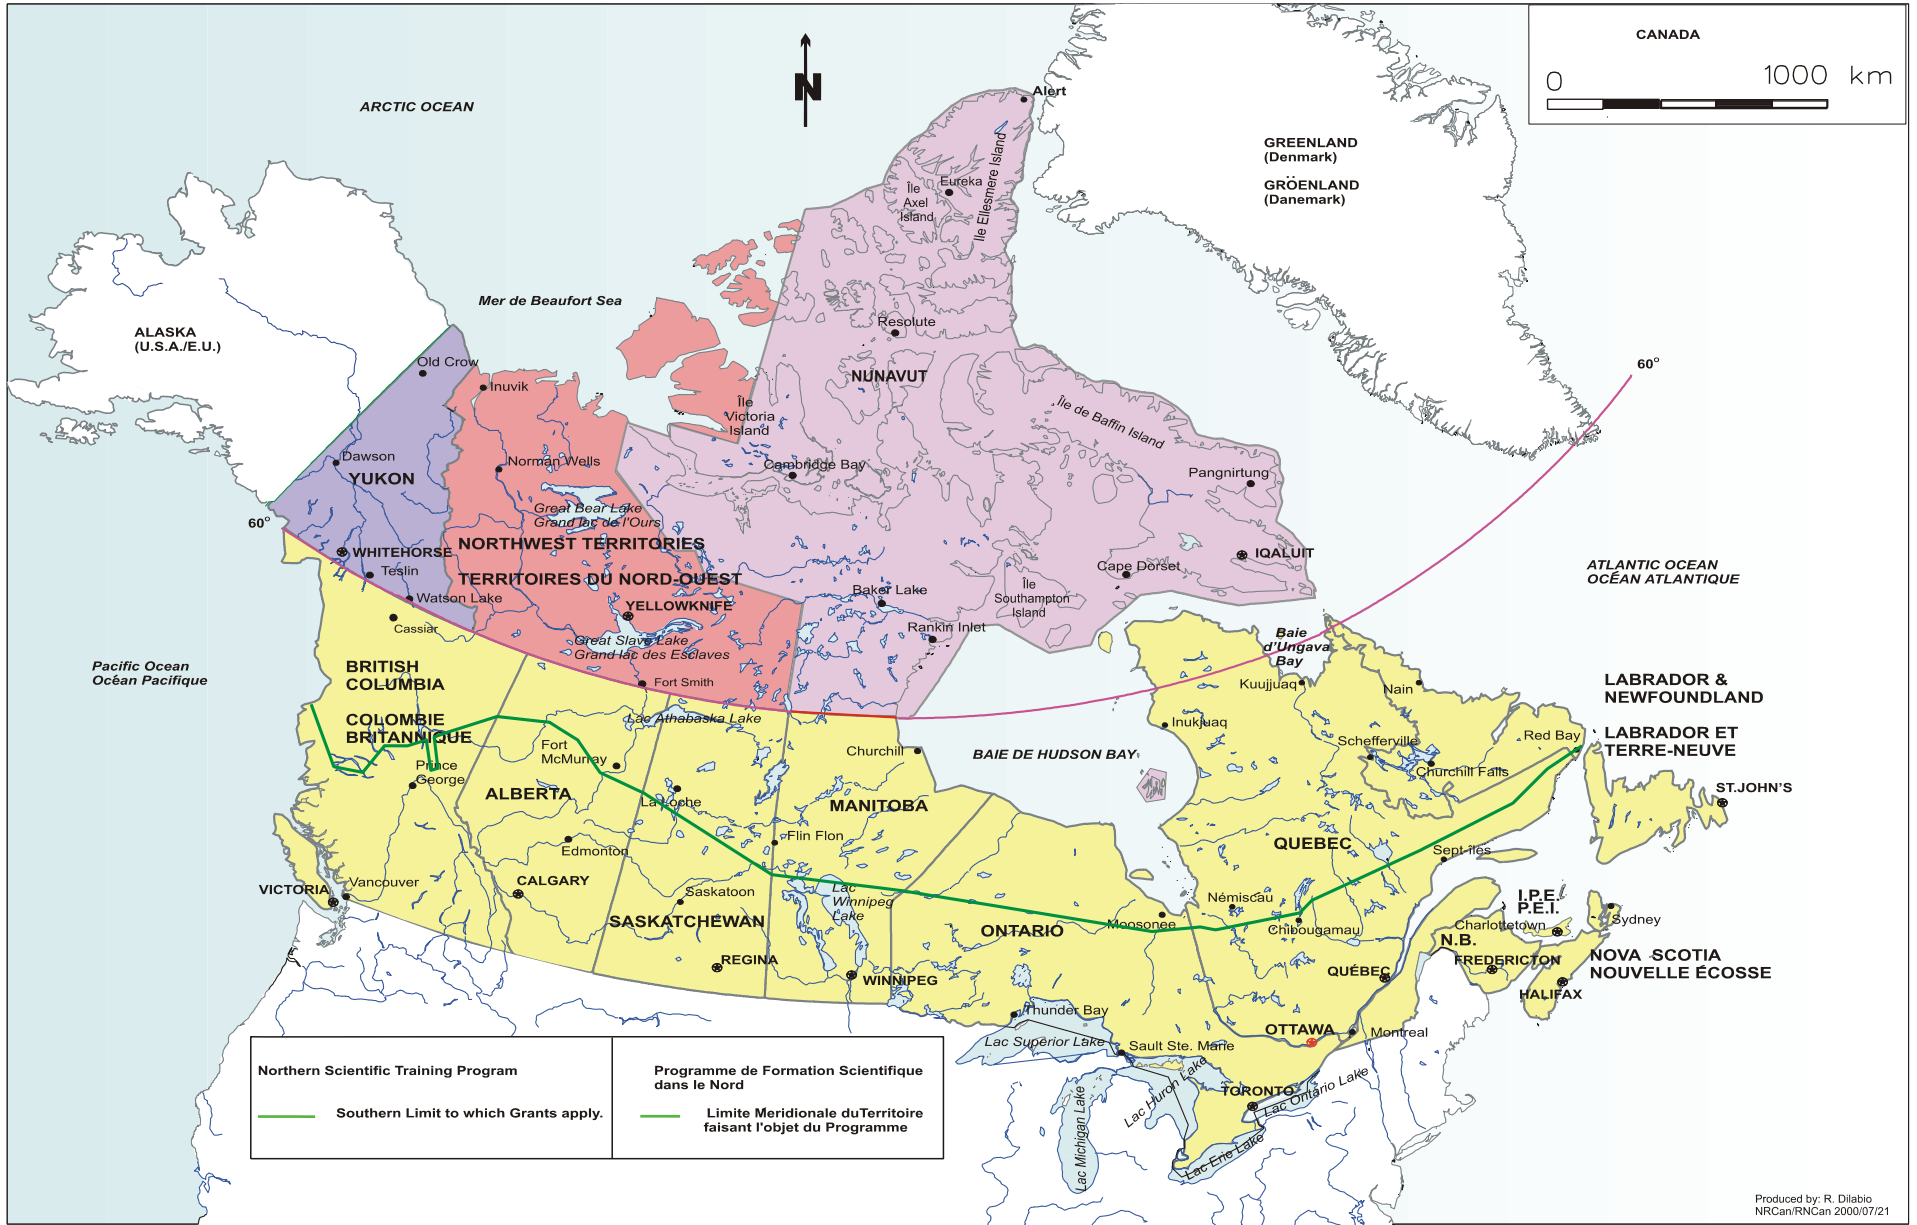 CANADA
0 1000 km
Alert
ARCTIC OCEAN
N
GREENLAND
(Denmark)
GRÖENLAND
(Danemark)
Eureka
Île
Axel
Island
Ile Ellesmere Island
Mer de Beaufort Sea
ALASKA
(U.S.A./E.U.)
Resolute
Old Crow
Inuvik
NUNAVUT
60°
Île
Victoria
Island
Île de Baffin Island
Dawson
YUKON
Norman Wells
Cambridge Bay
Pangnirtung
Great Bear Lake
Grand lac de l'Ours
60°
NORTHWEST TERRITORIES
TERRITOIRES DU NORD-OUEST
WHITEHORSE
Teslin
Watson Lake
IQALUIT
Cape Dorset
ATLANTIC OCEAN
OCÉAN ATLANTIQUE
Île
Southampton
Island
Baker Lake
YELLOWKNIFE
Cassiar
Rankin Inlet
Great Slave Lake
Grand lac des Esclaves
Baie
d'Ungava
Bay
Pacific Ocean
Océan Pacifique
BRITISH
COLUMBIA
COLOMBIE
BRITANNIQUE
Fort Smith
Kuujjuaq
Nain
LABRADOR &
NEWFOUNDLAND
LABRADOR ET
TERRE-NEUVE
Lac Athabaska Lake
Inukjuaq
Schefferville
Red Bay
Fort
McMurray
Churchill
BAIE DE HUDSON BAY
Prince
George
Churchill Falls
ST.JOHN'S
ALBERTA
La Loche
MANITOBA
Flin Flon
QUEBEC
Edmonton
Sept-îles
CALGARY
VICTORIA
Vancouver
Saskatoon
Lac
Winnipeg
Lake
Némiscau
I.P.E.
P.E.I.
SASKATCHEWAN
ONTARIO
Moosonee
Chibougamau
Charlottetown
Sydney
N.B.
REGINA
WINNIPEG
QUÉBEC
FREDERICTON
NOVA SCOTIA
NOUVELLE ÉCOSSE
HALIFAX
Thunder Bay
OTTAWA
Montreal
Lac Superior Lake
Sault Ste. Marie
Lac Huron Lake
TORONTO
Lac Ontario Lake
Lac Michigan Lake
Lac Erie Lake
Northern Scientific Training Program
Southern Limit to which Grants apply.
Programme de Formation Scientifique
dans le Nord
Limite Meridionale duTerritoire
faisant l'objet du Programme
Produced by: R. Dilabio
NRCan/RNCan 2000/07/21